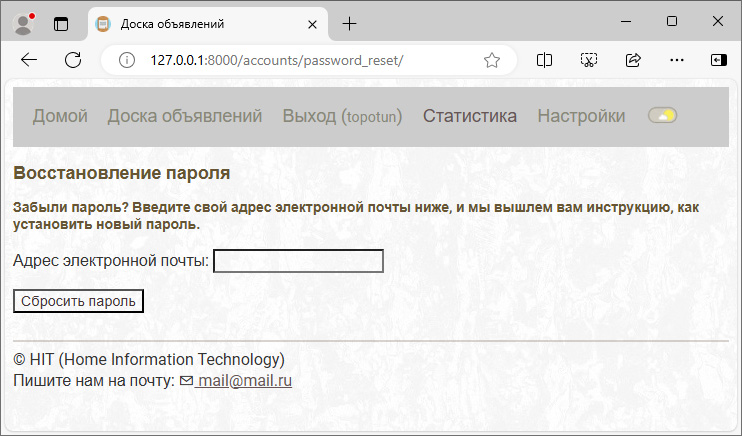 Доска объявлений
127.0.0.1:8000/accounts/password_reset/
Домой Доска объявлений Выход (topotun) Статистика Настройки
Восстановление пароля
Забыли пароль? Введите свой адрес электронной почты ниже, и мы вышлем вам инструкцию, как
установить новый пароль.
Адрес электронной почты:
Сбросить пароль
© HIT (Home Information Technology)
Пишите нам на почту: mail@mail.ru